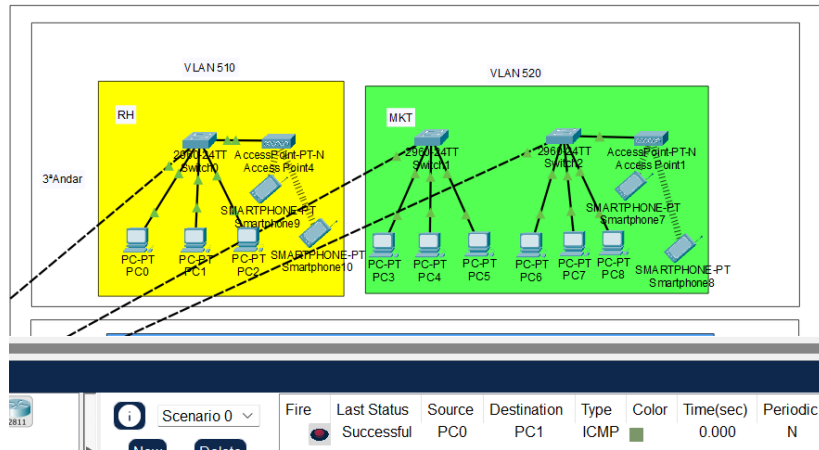 VLAN 510
VLAN 520
RH
MKT
3ªAndar
2960-24TT
Switch0
AccessPoint-PT-N
Access Point4
SMARTPHONE-PT
Smartphone9
SMARTPHONE-PT
Smartphone10
PC-PT
PC0
PC-PT
PC1
PC-PT
PC2
2960-24TT
Switch1
2960-24TT
Switch2
AccessPoint-PT-N
Access Point1
SMARTPHONE-PT
Smartphone7
SMARTPHONE-PT
Smartphone8
PC-PT
PC3
PC-PT
PC4
PC-PT
PC5
PC-PT
PC6
PC-PT
PC7
PC-PT
PC8
2811
Scenario 0
New Delete
Fire Last Status Source Destination Type Color Time(sec) Periodic
Successful PC0 PC1 ICMP 0.000 N